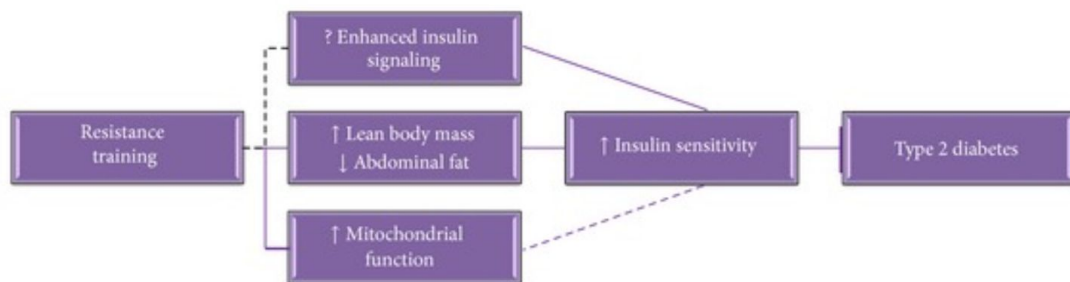 ? Enhanced insulin
signaling
Resistance
training
↑ Lean body mass
↓ Abdominal fat
↑ Insulin sensitivity
Type 2 diabetes
↑ Mitochondrial
function